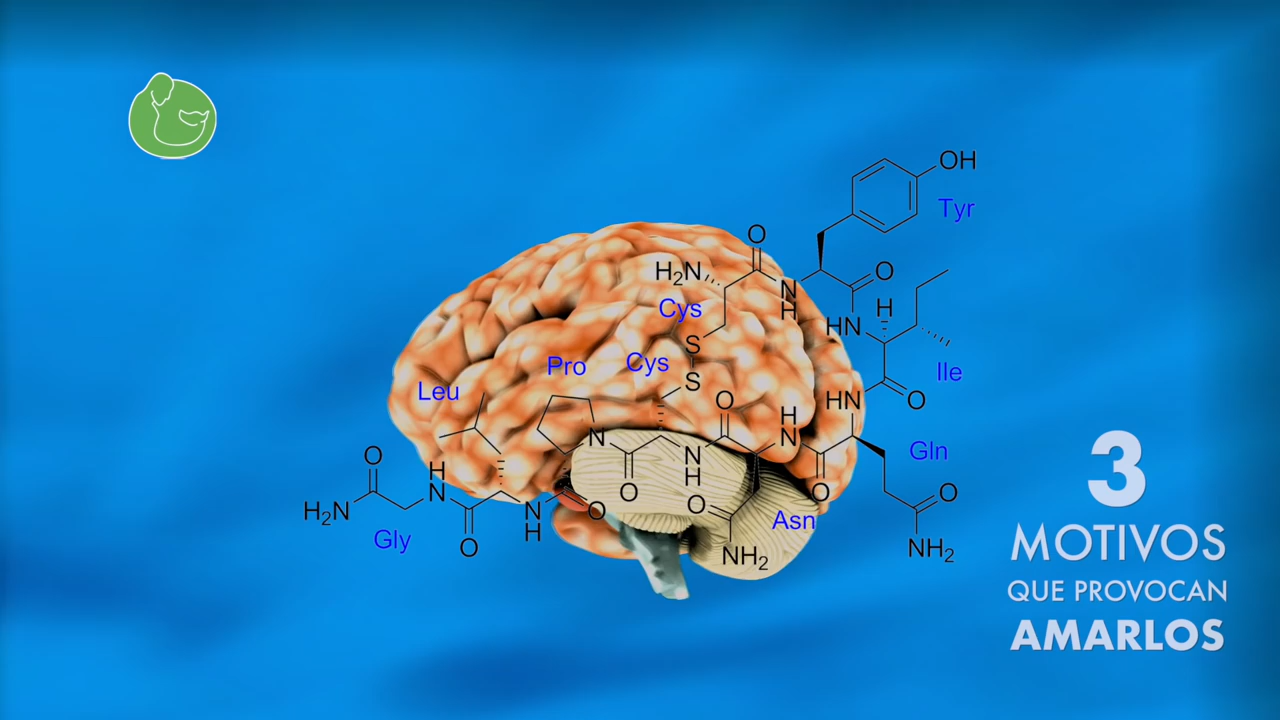 OH
Tyr
O
H₂N
N
H
O
H
Cys
HN
S
Pro
Cys
Ile
S
Leu
O
HN
O
H
N
Gln
O
H
N
N
H
O
O
O
H₂N
N
H
O
O
Asn
Gly
O
NH₂
NH₂
3
MOTIVOS
QUE PROVOCAN
AMARLOS